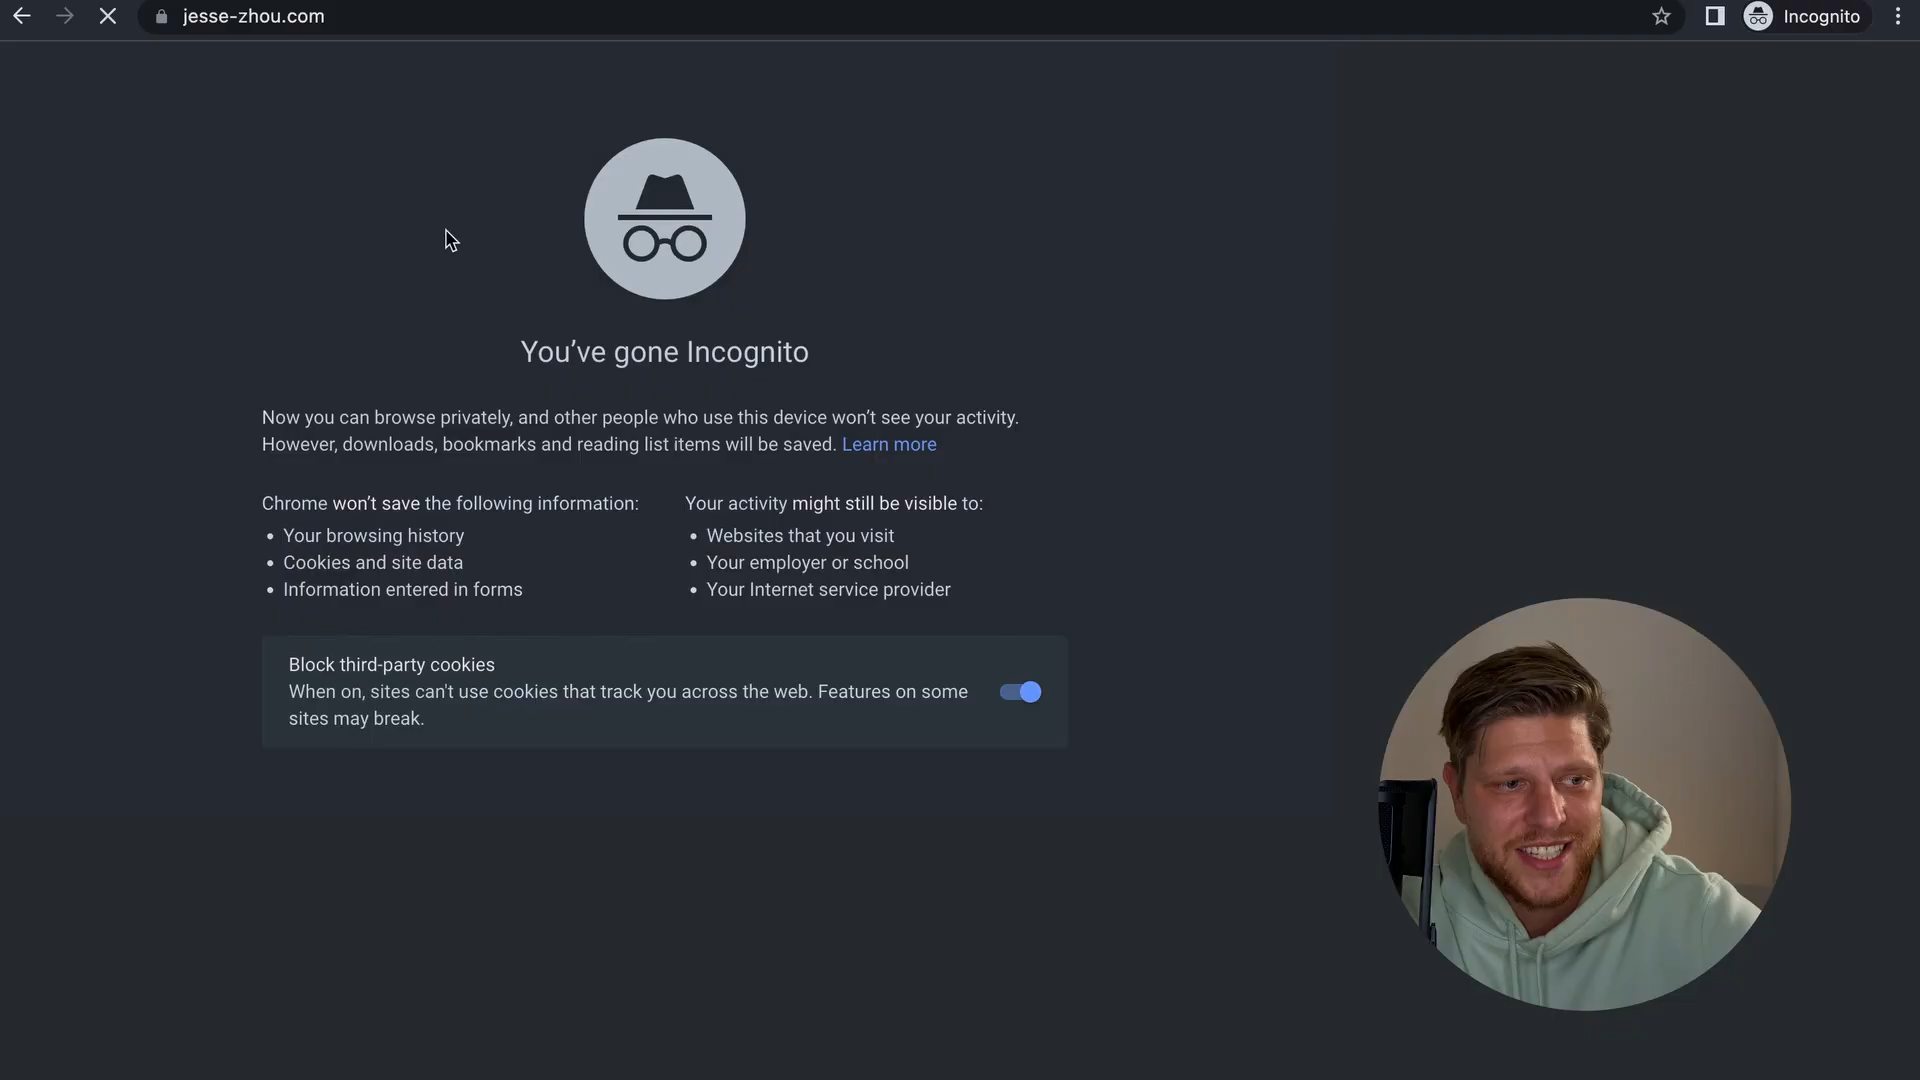 jesse-zhou.com
Incognito
You’ve gone Incognito
Now you can browse privately, and other people who use this device won’t see your activity.
However, downloads, bookmarks and reading list items will be saved. Learn more
Chrome won’t save the following information:
• Your browsing history
• Cookies and site data
• Information entered in forms
Your activity might still be visible to:
• Websites that you visit
• Your employer or school
• Your Internet service provider
Block third-party cookies
When on, sites can't use cookies that track you across the web. Features on some
sites may break.